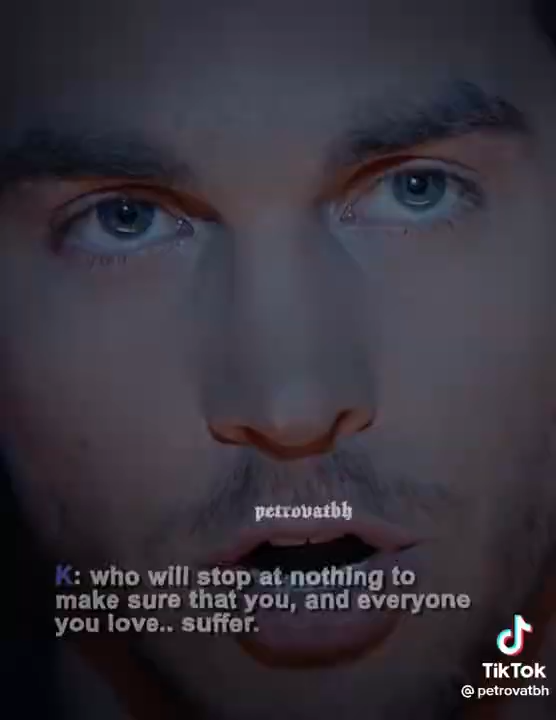 petrovatbh
K: who will stop at nothing to
make sure that you, and everyone
you love.. suffer.
TikTok
@ petrovatbh